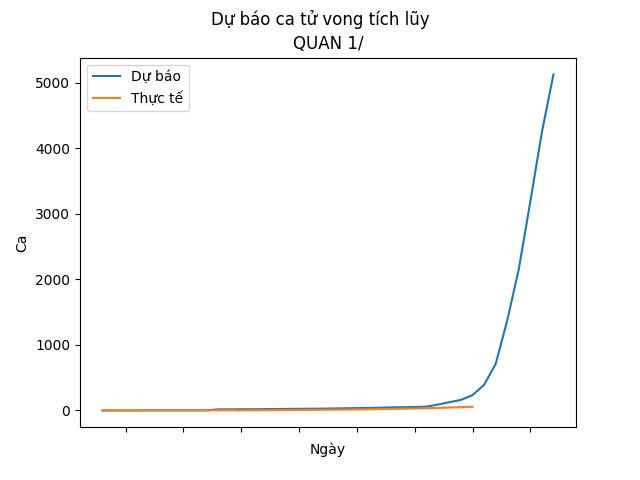 Dự báo ca tử vong tích lũy
QUAN 1/
Dự báo
Thực tế
5000
4000
3000
2000
1000
0
Ca
Ngày